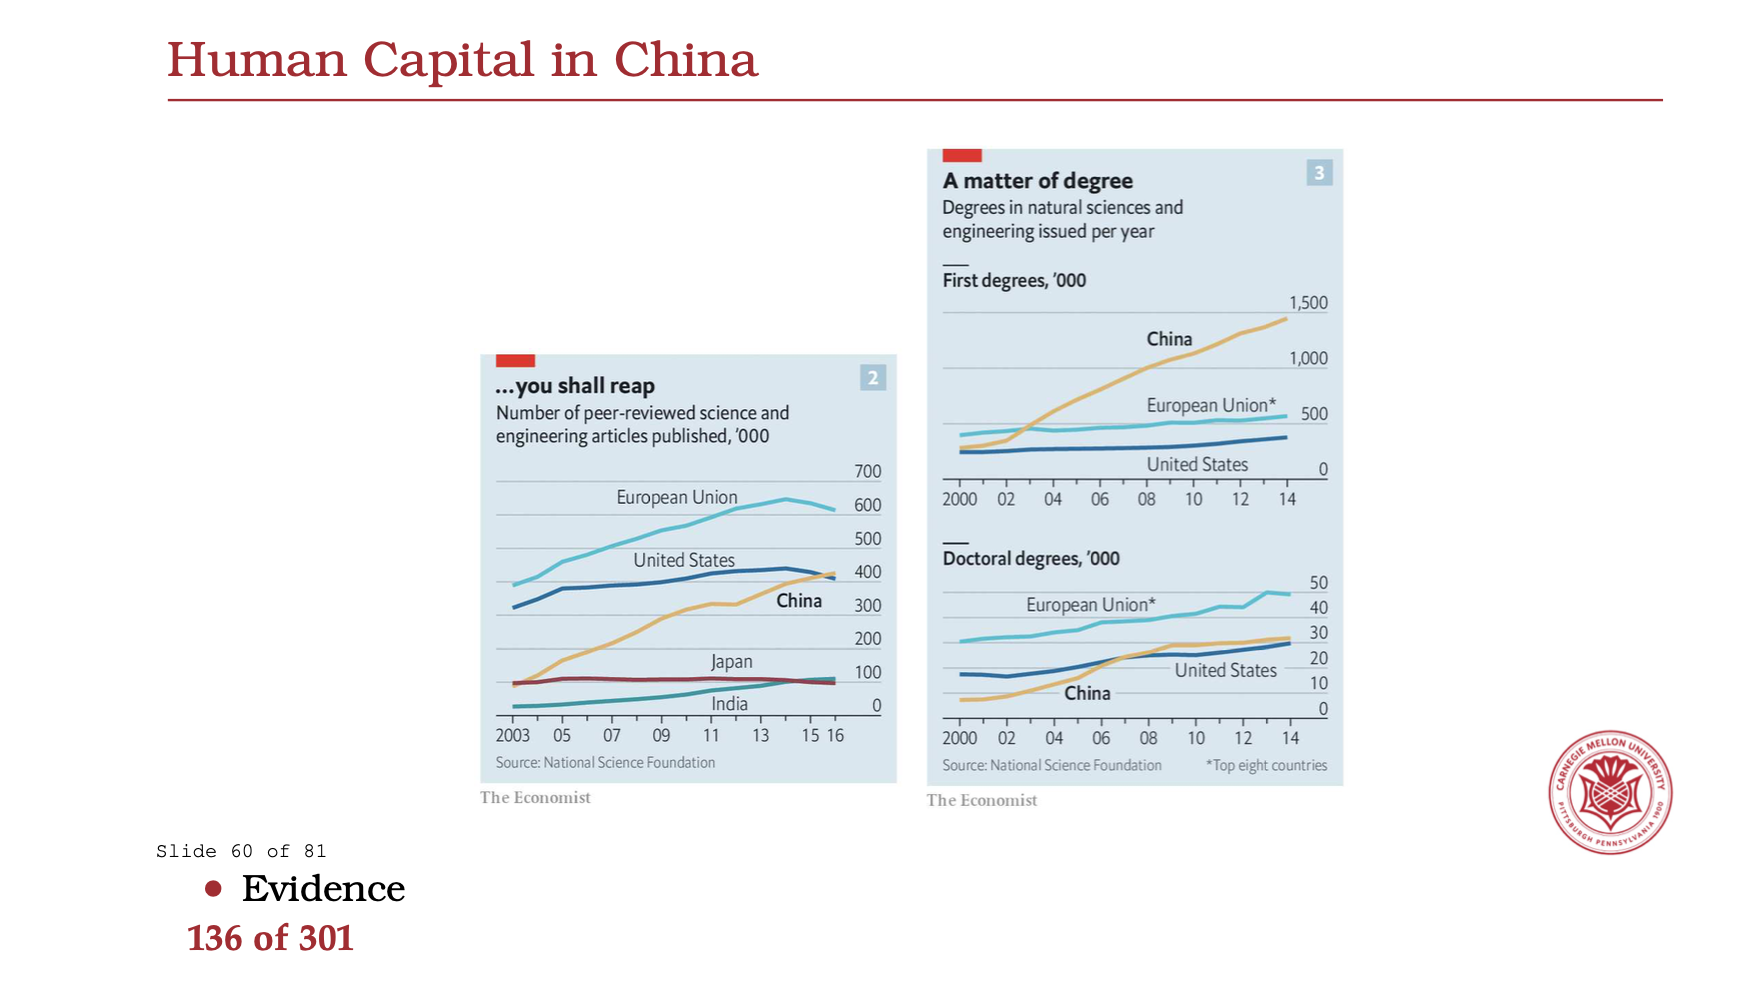 Human Capital in China
2
...you shall reap
Number of peer-reviewed science and
engineering articles published, ’000
700
600
500
400
300
200
100
0
European Union
United States
China
Japan
India
2003 05 07 09 11 13 15 16
Source: National Science Foundation
The Economist
3
A matter of degree
Degrees in natural sciences and
engineering issued per year
First degrees, ’000
1,500
1,000
500
0
China
European Union*
United States
2000 02 04 06 08 10 12 14
Doctoral degrees, ’000
50
40
30
20
10
0
European Union*
United States
China
2000 02 04 06 08 10 12 14
Source: National Science Foundation *Top eight countries
The Economist
CARNEGIE MELLON UNIVERSITY
PITTSBURGH PENNSYLVANIA 1900
Slide 60 of 81
• Evidence
136 of 301